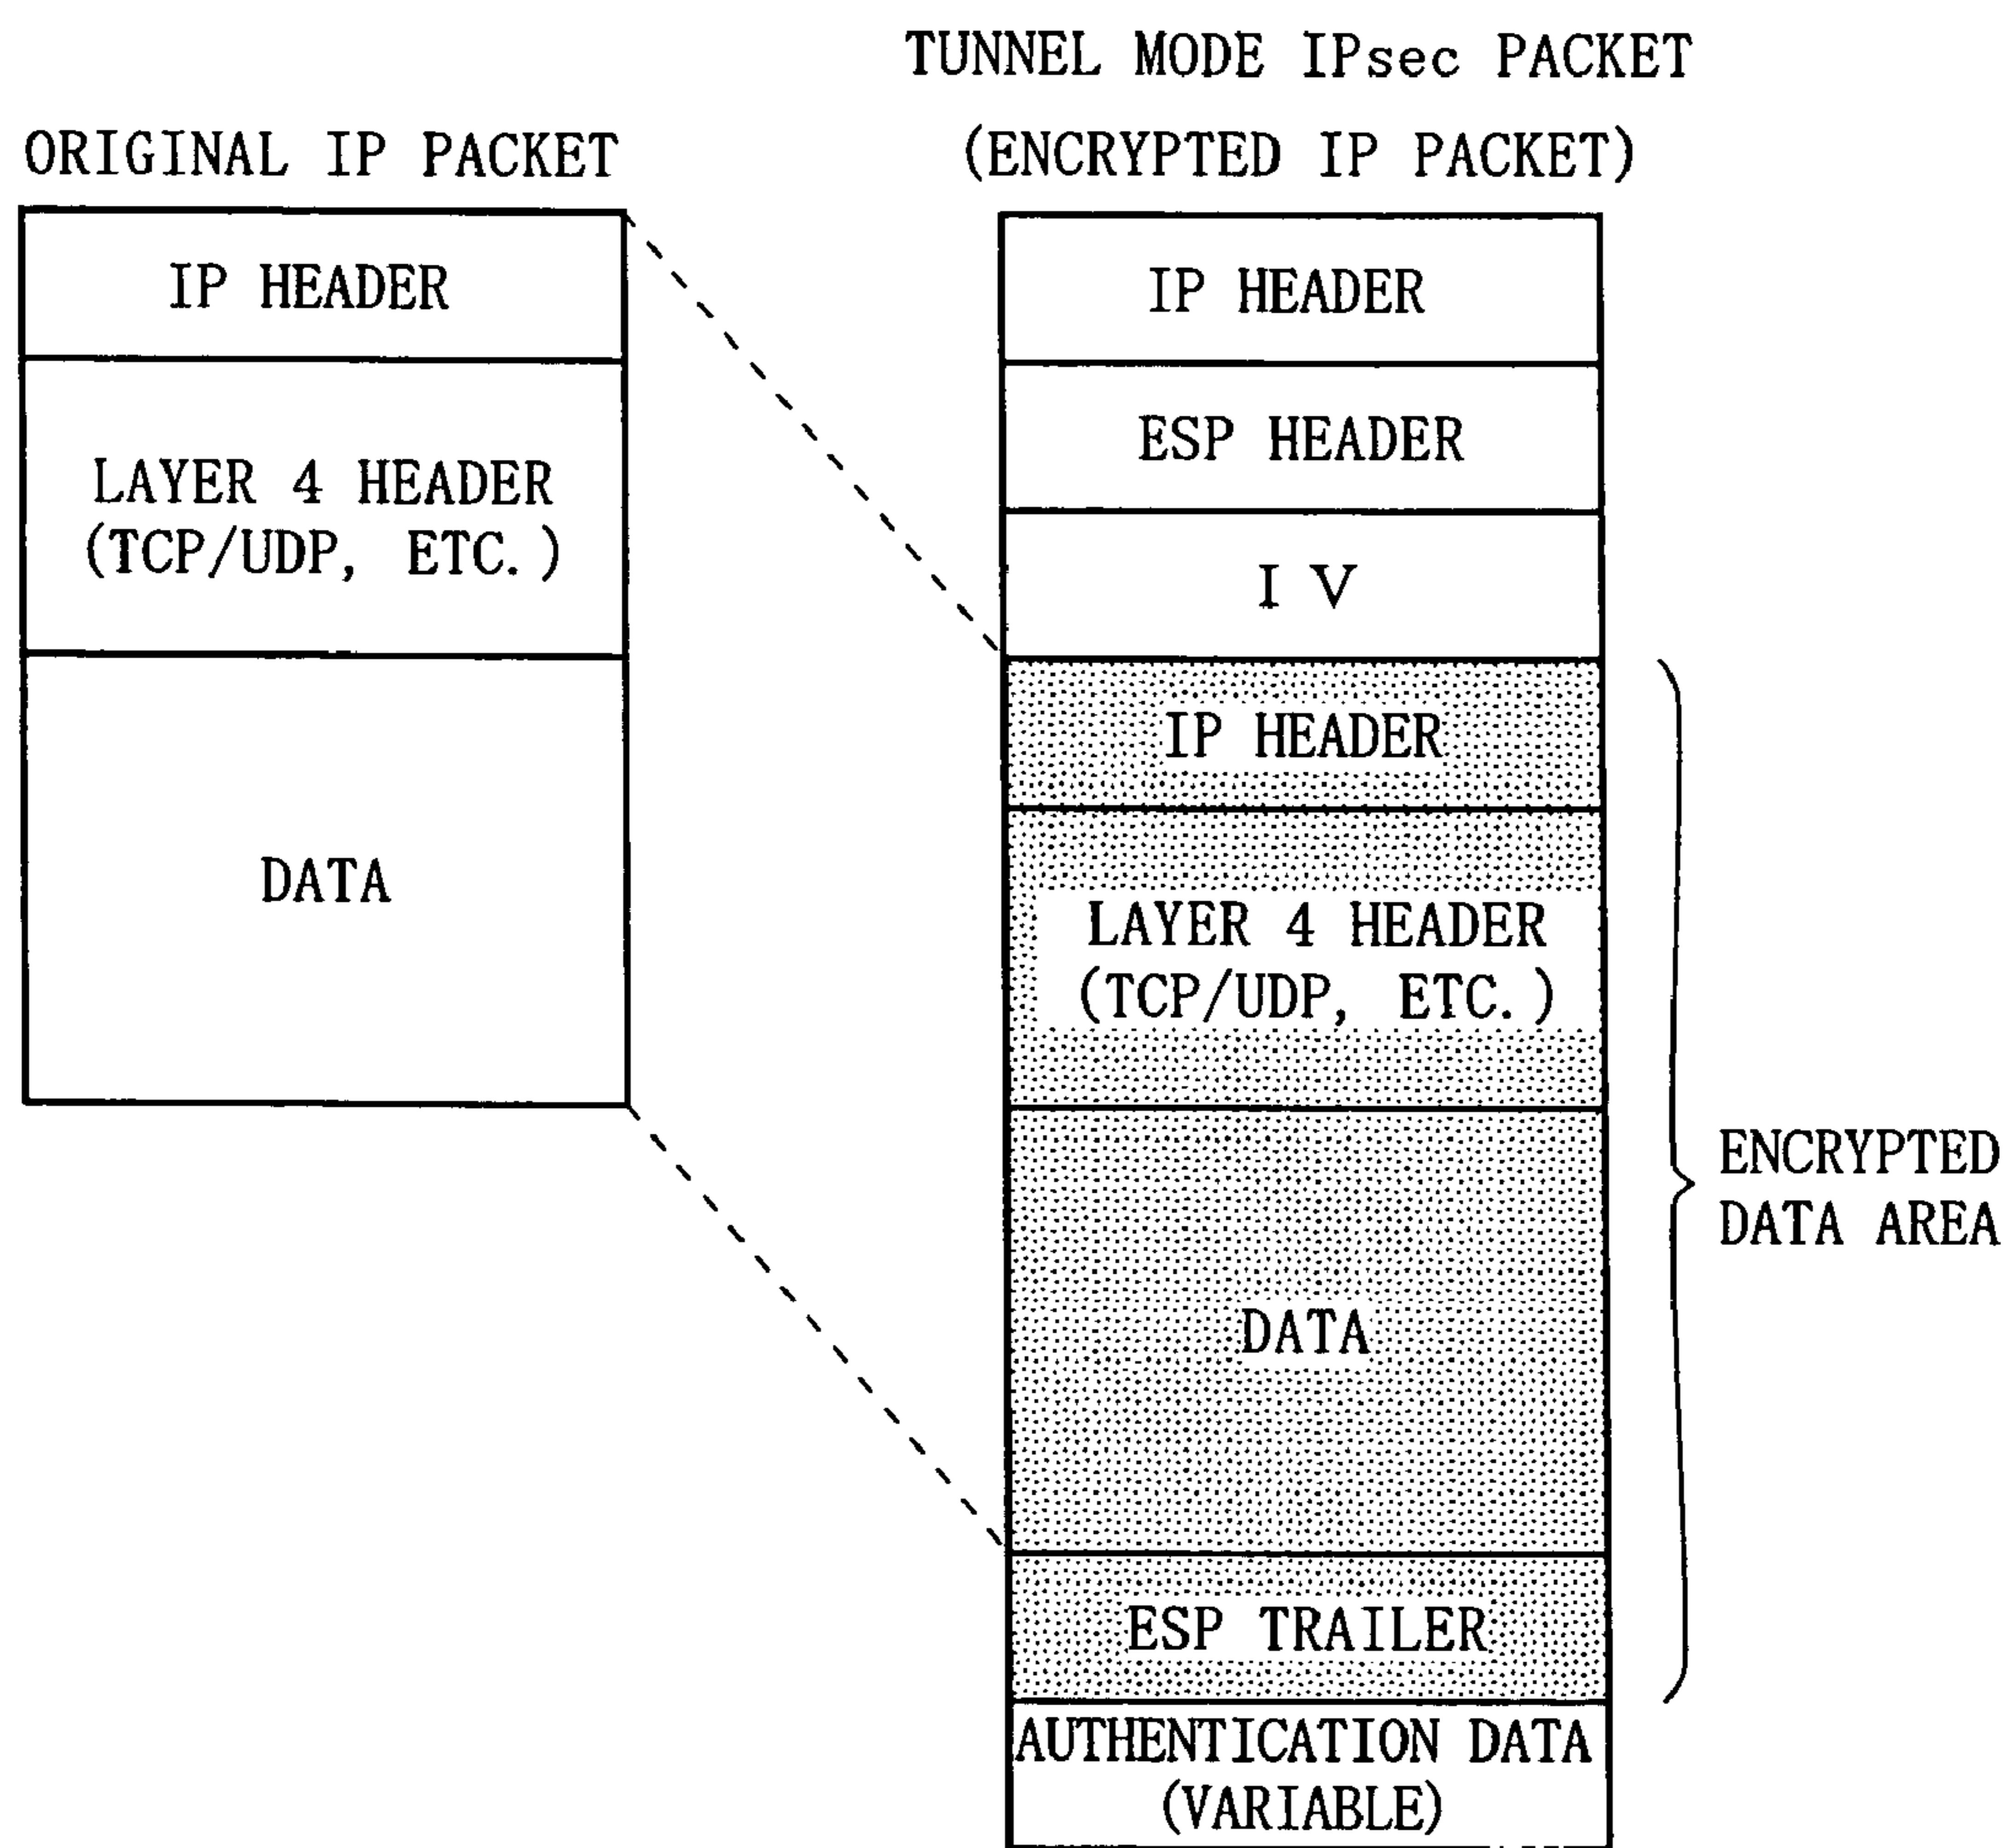 ORIGINAL IP PACKET
IP HEADER
LAYER 4 HEADER
(TCP/UDP, ETC.)
DATA
TUNNEL MODE IPsec PACKET
(ENCRYPTED IP PACKET)
IP HEADER
ESP HEADER
I V
IP HEADER
LAYER 4 HEADER
(TCP/UDP, ETC.)
DATA
ESP TRAILER
AUTHENTICATION DATA
(VARIABLE)
ENCRYPTED
DATA AREA